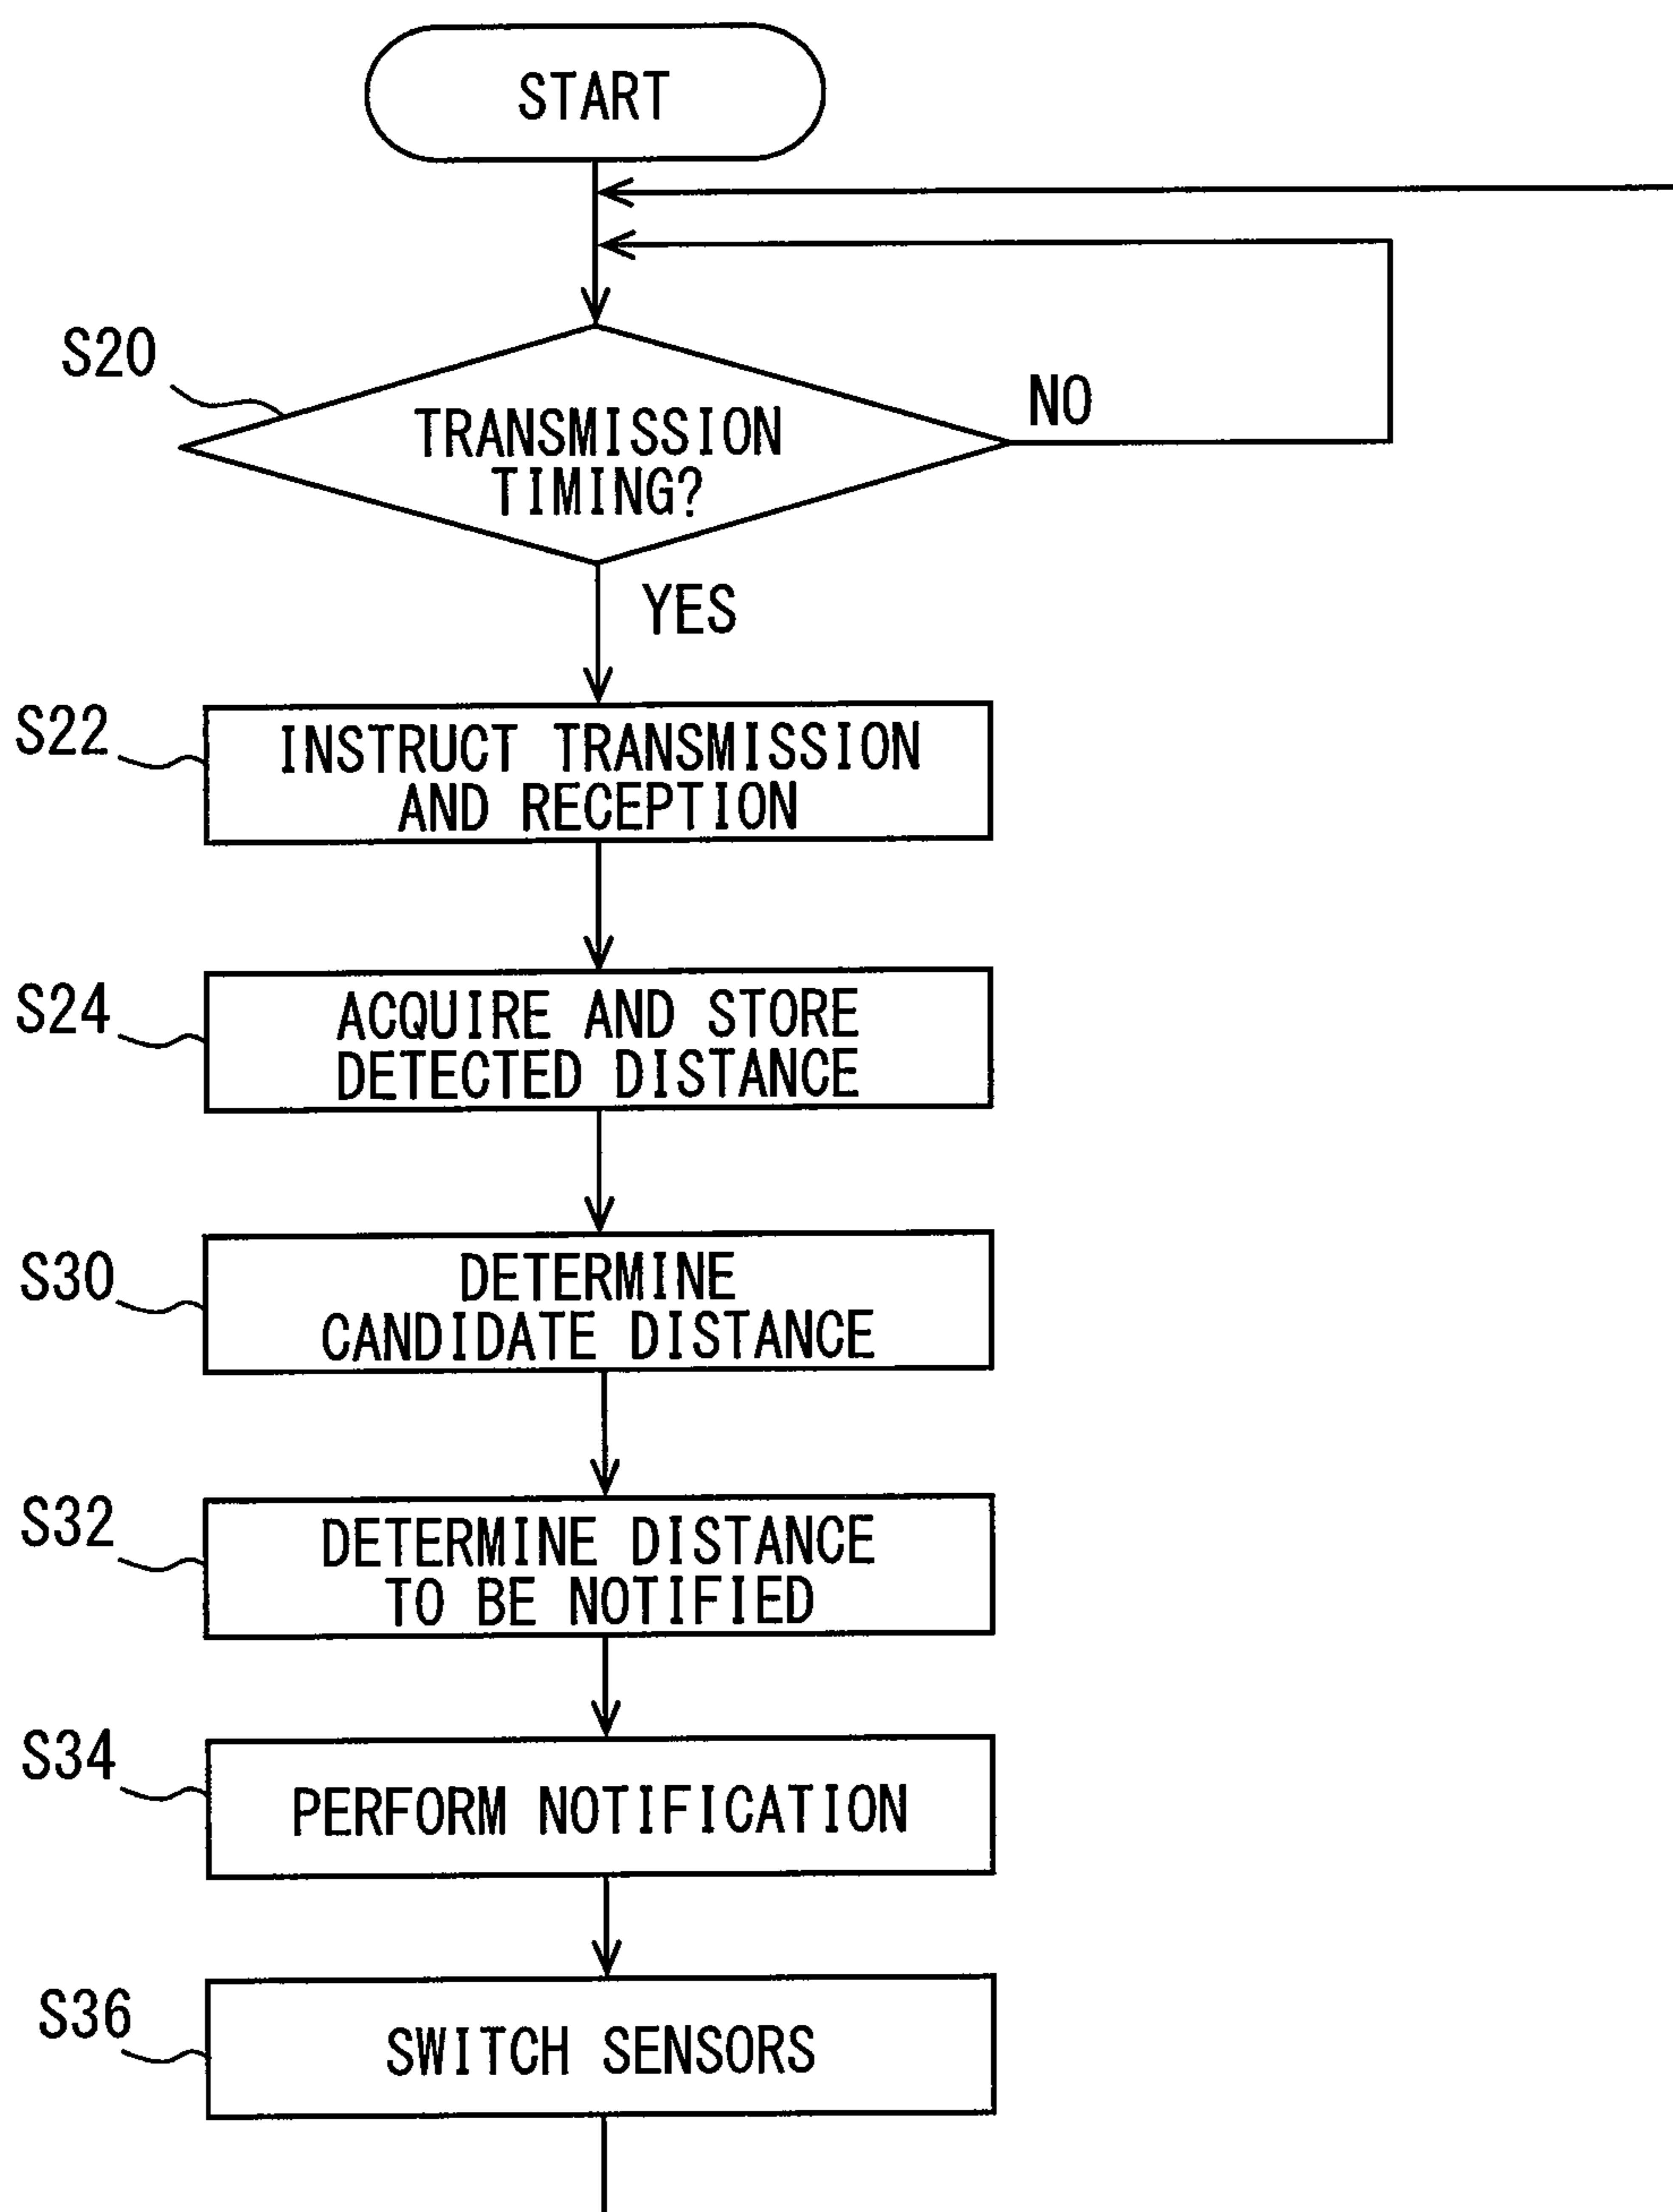 START
S20
TRANSMISSION
TIMING?
NO
YES
S22
INSTRUCT TRANSMISSION
AND RECEPTION
S24
ACQUIRE AND STORE
DETECTED DISTANCE
S30
DETERMINE
CANDIDATE DISTANCE
S32
DETERMINE DISTANCE
TO BE NOTIFIED
S34
PERFORM NOTIFICATION
S36
SWITCH SENSORS